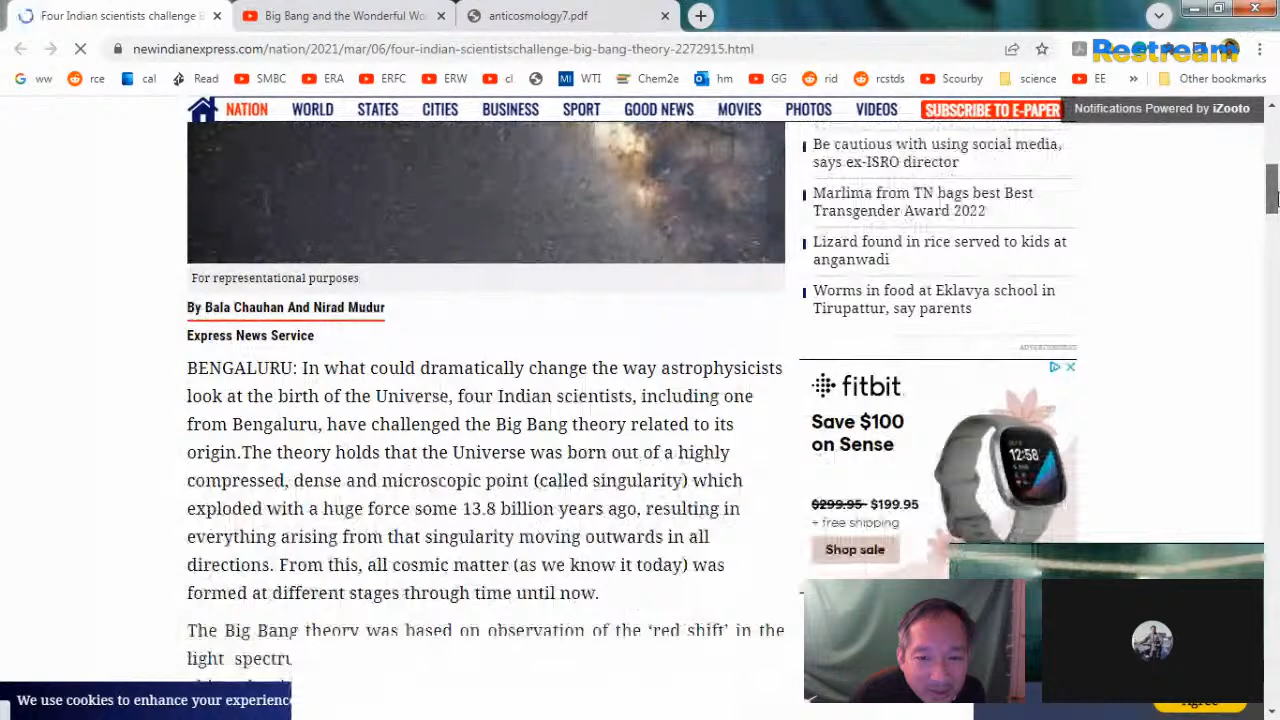 Four Indian scientists challenge B
Big Bang and the Wonderful Wo
anticosmology7.pdf
newindianexpress.com/nation/2021/mar/06/four-indian-scientistschallenge-big-bang-theory-2272915.html
Restream
ww
rce
cal
Read
SMBC
ERA
ERFC
ERW
cl.
WTI
Chem2e
hm
GG
rid
rcstds
Scourby
science
EE
Other bookmarks
NATION WORLD STATES CITIES BUSINESS SPORT GOOD NEWS MOVIES PHOTOS VIDEOS SUBSCRIBE TO E-PAPER
Notifications Powered by iZooto
Be cautious with using social media,
says ex-ISRO director
Marlima from TN bags best Best
Transgender Award 2022
Lizard found in rice served to kids at
anganwadi
Worms in food at Eklavya school in
Tirupattur, say parents
For representational purposes
By Bala Chauhan And Nirad Mudur
Express News Service
BENGALURU: In what could dramatically change the way astrophysicists
look at the birth of the Universe, four Indian scientists, including one
from Bengaluru, have challenged the Big Bang theory related to its
origin.The theory holds that the Universe was born out of a highly
compressed, dense and microscopic point (called singularity) which
exploded with a huge force some 13.8 billion years ago, resulting in
everything arising from that singularity moving outwards in all
directions. From this, all cosmic matter (as we know it today) was
formed at different stages through time until now.
The Big Bang theory was based on observation of the ‘red shift’ in the
light spectru
ADVERTISEMENT
fitbit
Save $100
on Sense
12:58
$299.95 $199.95
+ free shipping
Shop sale
We use cookies to enhance your experienc
Agree